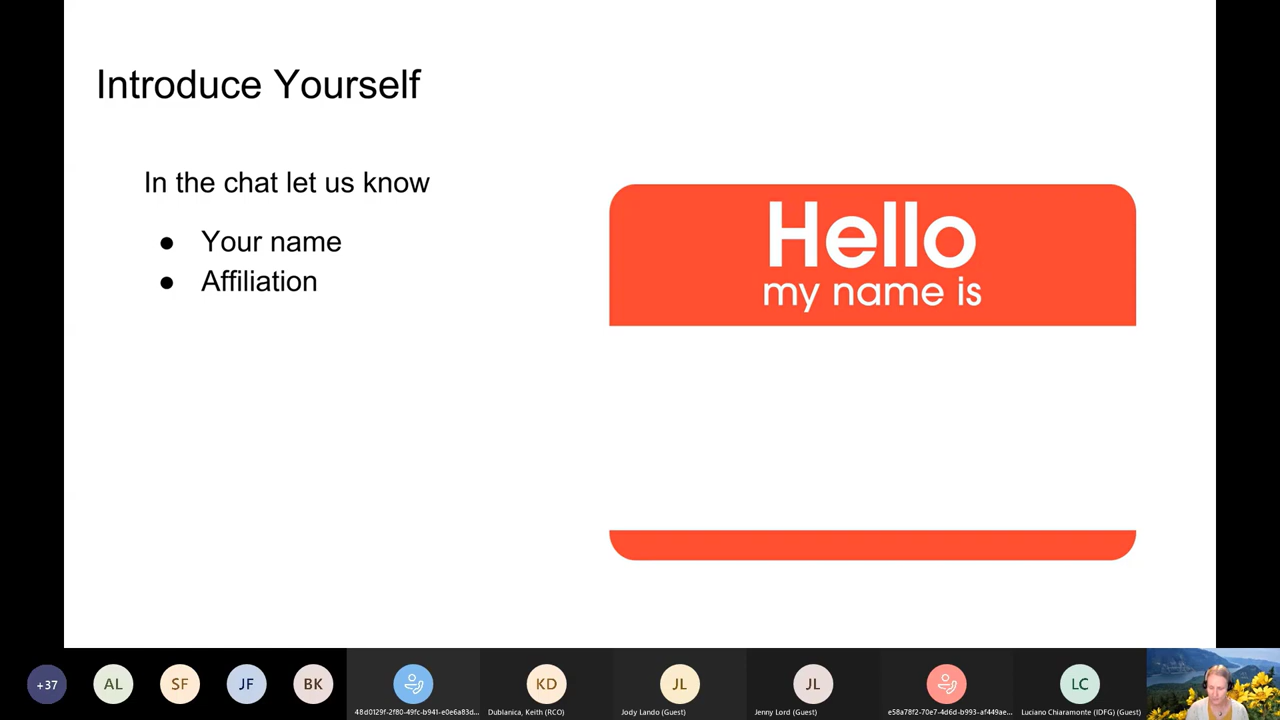 Introduce Yourself
In the chat let us know
● Your name
● Affiliation
Hello
my name is
+37
AL
SF
JF
BK
KD
JL
JL
LC
48d0129f-2f80-49fc-b941-e0e6a83d...
Dublanica, Keith (RCO)
Jody Lando (Guest)
Jenny Lord (Guest)
e58a78f2-70e7-4d6d-b993-af449ae...
Luciano Chiaramonte (IDFG) (Guest)